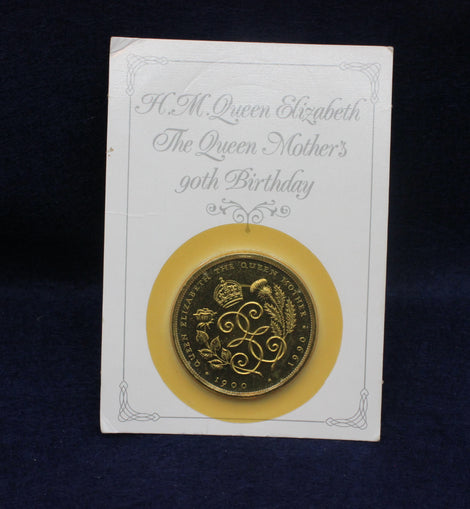 H.M. Queen Elizabeth
The Queen Mother's
90th Birthday
QUEEN ELIZABETH THE QUEEN MOTHER · 1990
· 1900 ·